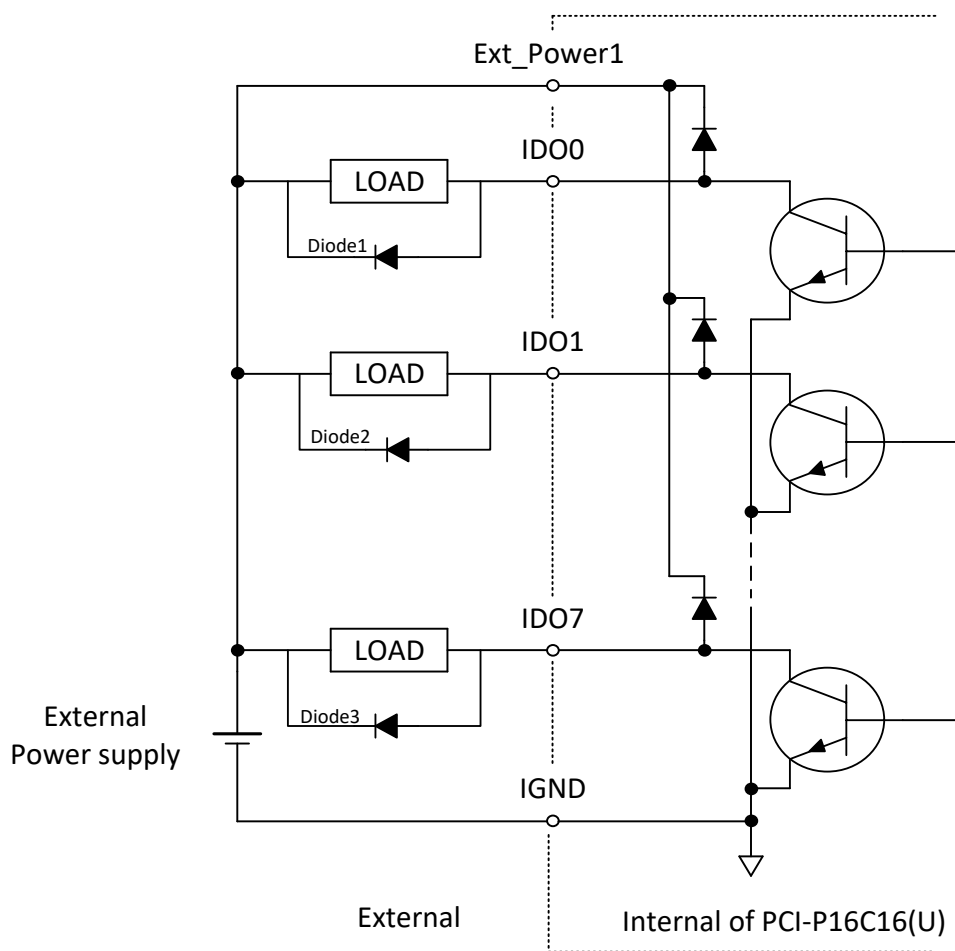 Ext_Power1
IDO0
LOAD
Diode1
IDO1
LOAD
Diode2
IDO7
LOAD
Diode3
External
Power supply
IGND
External
Internal of PCI-P16C16(U)